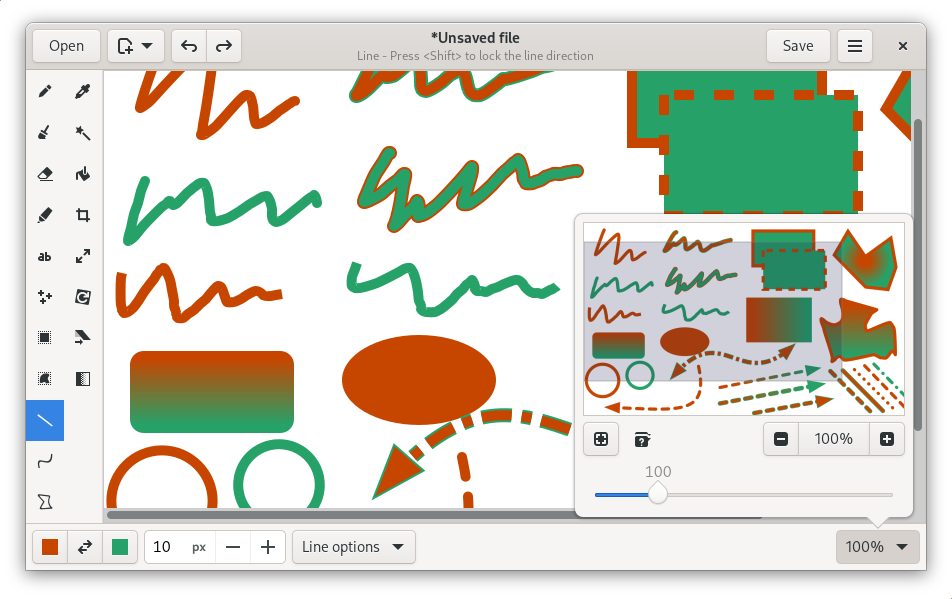 Open
*Unsaved file
Line - Press <Shift> to lock the line direction
Save
ab
100%
100
10 px
Line options
100%